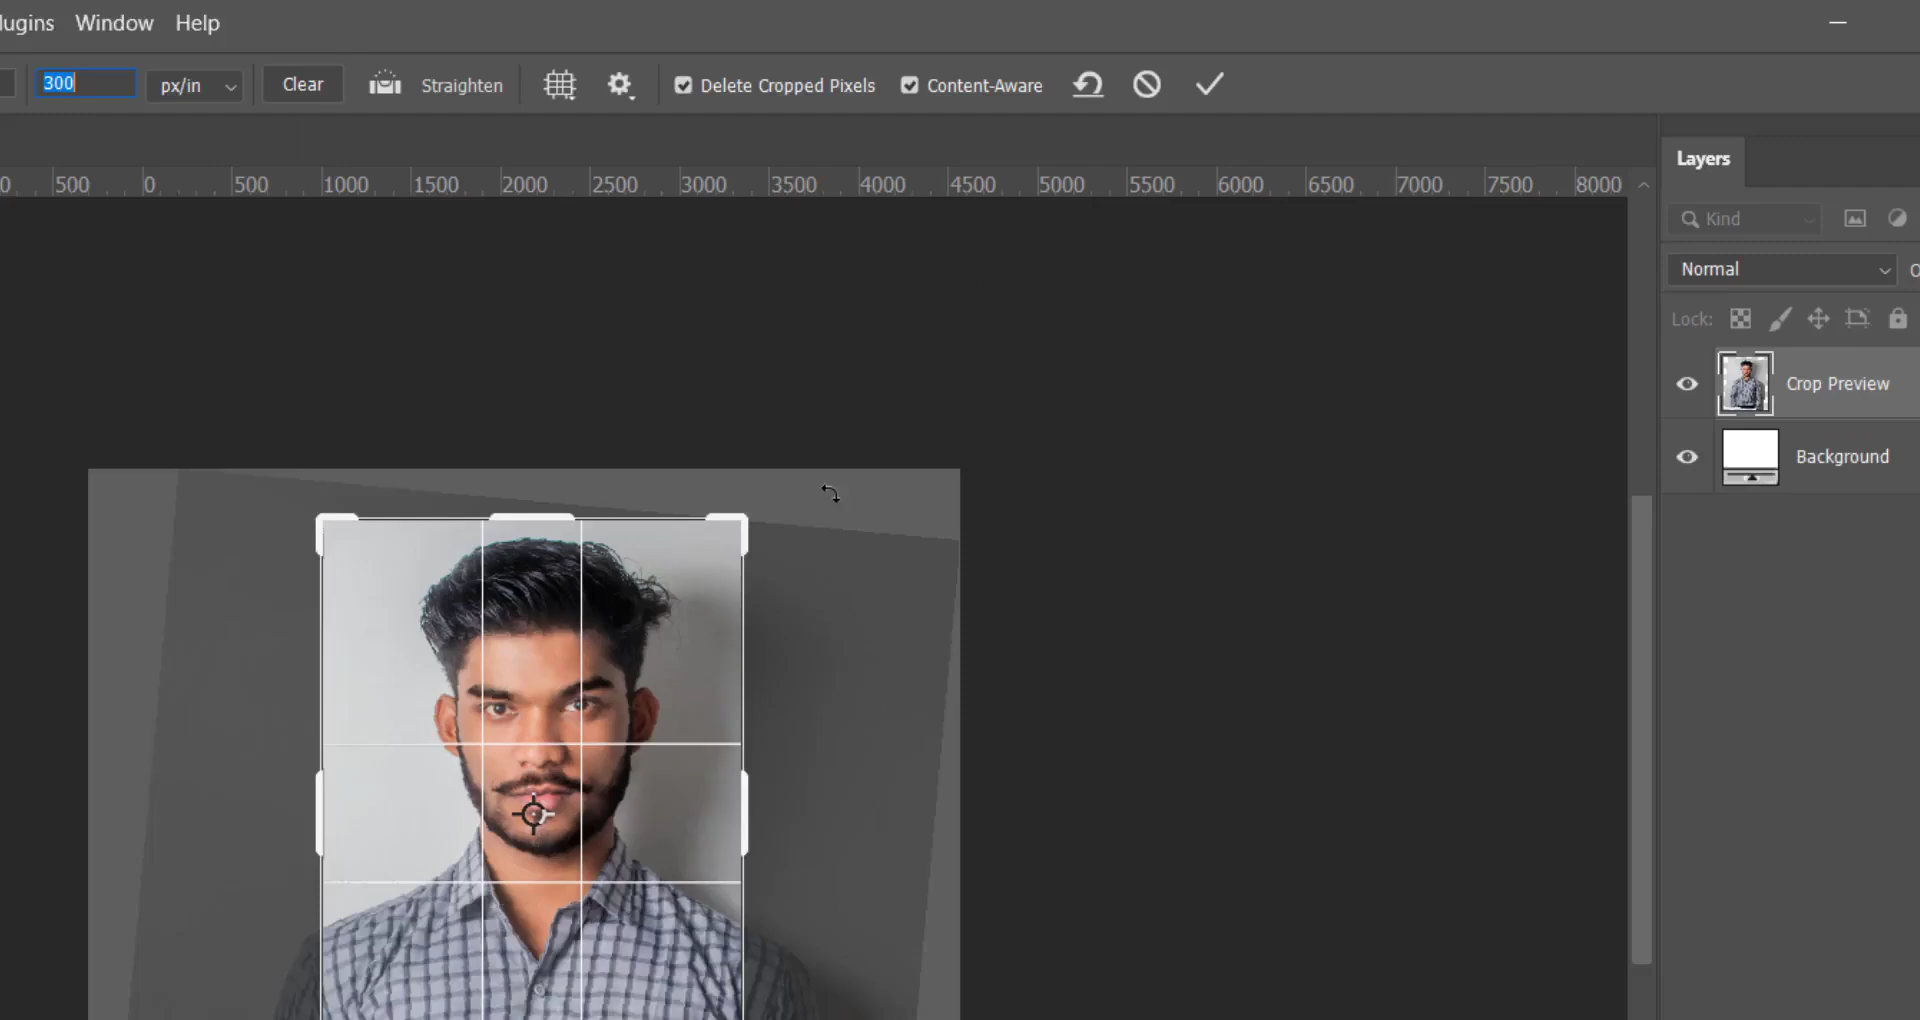 lugins Window Help
300 px/in Clear Straighten Delete Cropped Pixels Content-Aware
0 500 0 500 1000 1500 2000 2500 3000 3500 4000 4500 5000 5500 6000 6500 7000 7500 8000
Layers
Kind
Normal O
Lock:
Crop Preview
Background